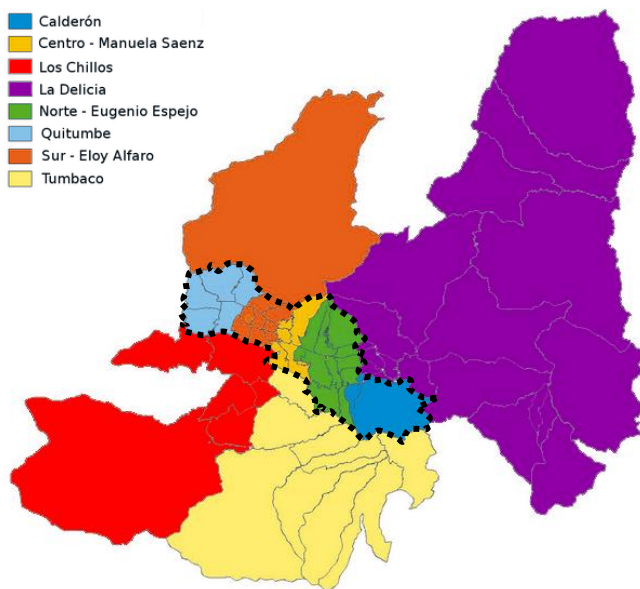 Calderón
Centro - Manuela Saenz
Los Chillos
La Delicia
Norte - Eugenio Espejo
Quitumbe
Sur - Eloy Alfaro
Tumbaco